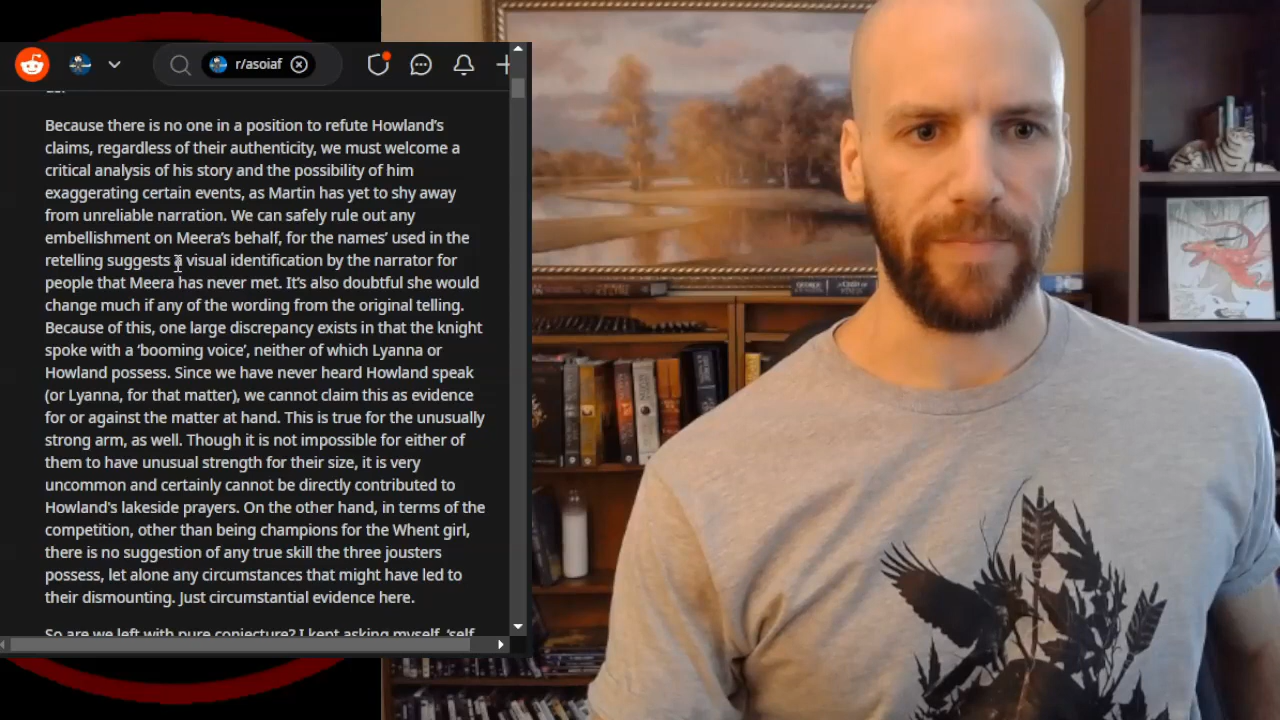 r/asoiaf
Because there is no one in a position to refute Howland's
claims, regardless of their authenticity, we must welcome a
critical analysis of his story and the possibility of him
exaggerating certain events, as Martin has yet to shy away
from unreliable narration. We can safely rule out any
embellishment on Meera's behalf, for the names' used in the
retelling suggests a visual identification by the narrator for
people that Meera has never met. It's also doubtful she would
change much if any of the wording from the original telling.
Because of this, one large discrepancy exists in that the knight
spoke with a 'booming voice', neither of which Lyanna or
Howland possess. Since we have never heard Howland speak
(or Lyanna, for that matter), we cannot claim this as evidence
for or against the matter at hand. This is true for the unusually
strong arm, as well. Though it is not impossible for either of
them to have unusual strength for their size, it is very
uncommon and certainly cannot be directly contributed to
Howland's lakeside prayers. On the other hand, in terms of the
competition, other than being champions for the Whent girl,
there is no suggestion of any true skill the three jousters
possess, let alone any circumstances that might have led to
their dismounting. Just circumstantial evidence here.
So are we left with pure conjecture? I kept asking myself, 'self